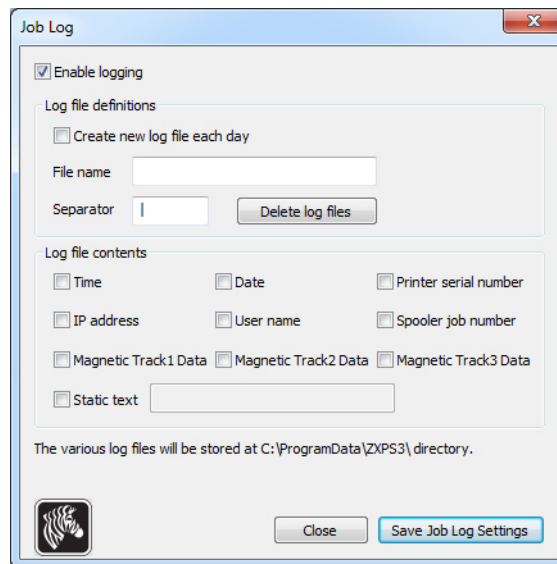 Job Log
Enable logging
Log file definitions
Create new log file each day
File name
Separator | Delete log files
Log file contents
Time Date Printer serial number
IP address User name Spooler job number
Magnetic Track1 Data Magnetic Track2 Data Magnetic Track3 Data
Static text
The various log files will be stored at C:\ProgramData\ZXPS3\ directory.
Close Save Job Log Settings